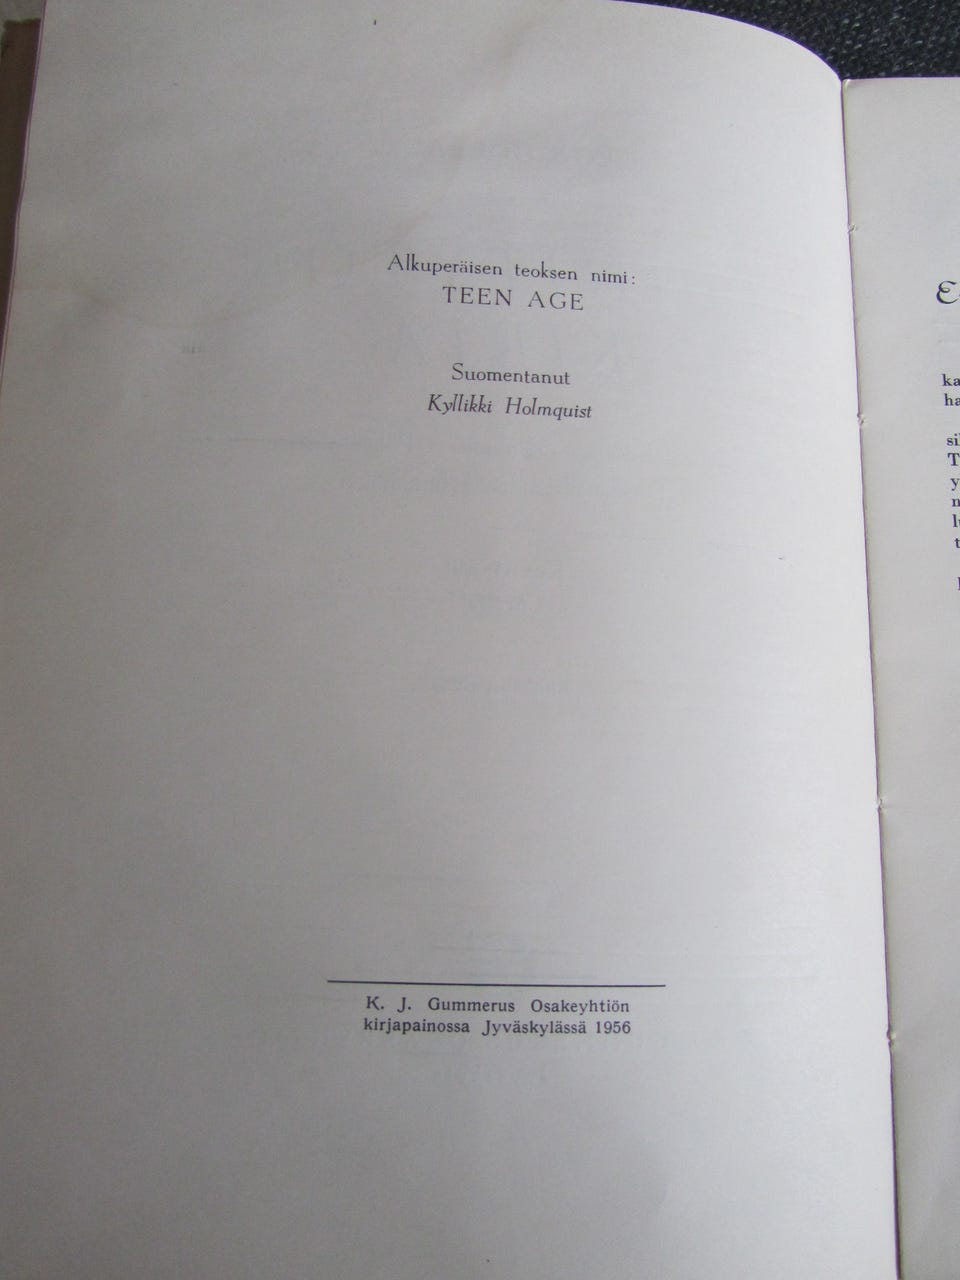 Alkuperäisen teoksen nimi:
TEEN AGE
Suomentanut
Kyllikki Holmquist
K. J. Gummerus Osakeyhtiön
kirjapainossa Jyväskylässä 1956